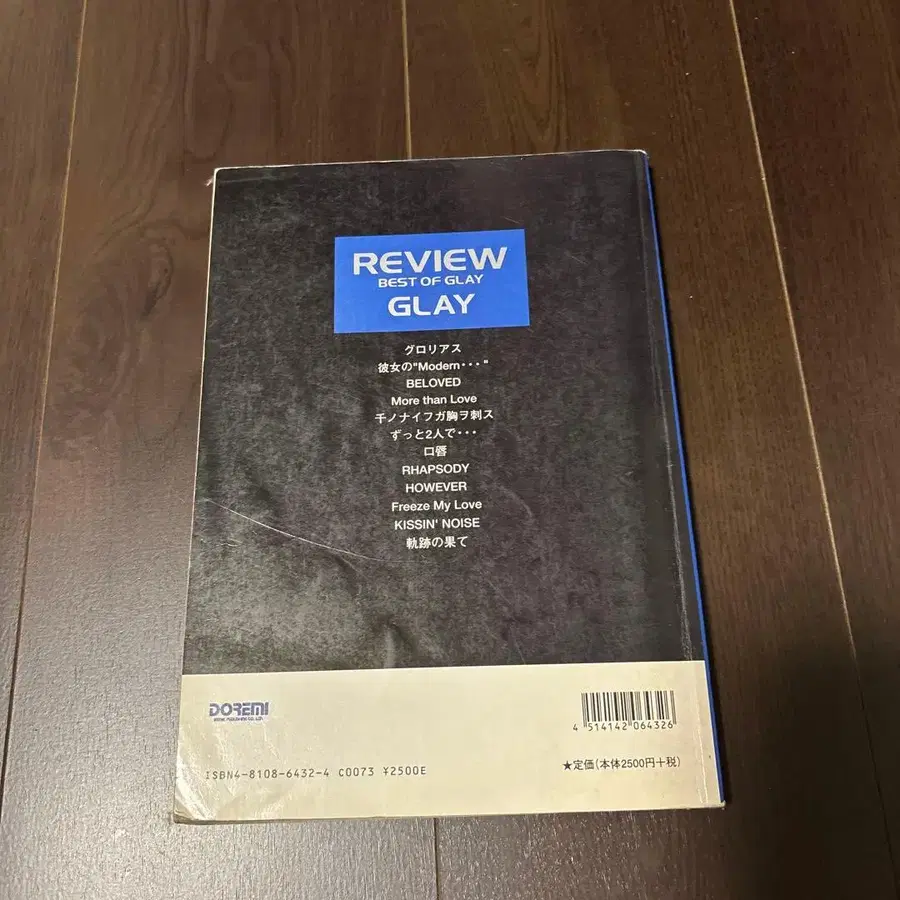 REVIEW
BEST OF GLAY
GLAY
グロリアス
彼女の"Modern・・・"
BELOVED
More than Love
千ノナイフガ胸ヲ刺ス
ずっと2人で・・・
口唇
RHAPSODY
HOWEVER
Freeze My Love
KISSIN' NOISE
軌跡の果て
DOREMI
4 514142 064326
ISBN4-8108-6432-4 C0073 ¥2500E
★定価(本体2500円+税)